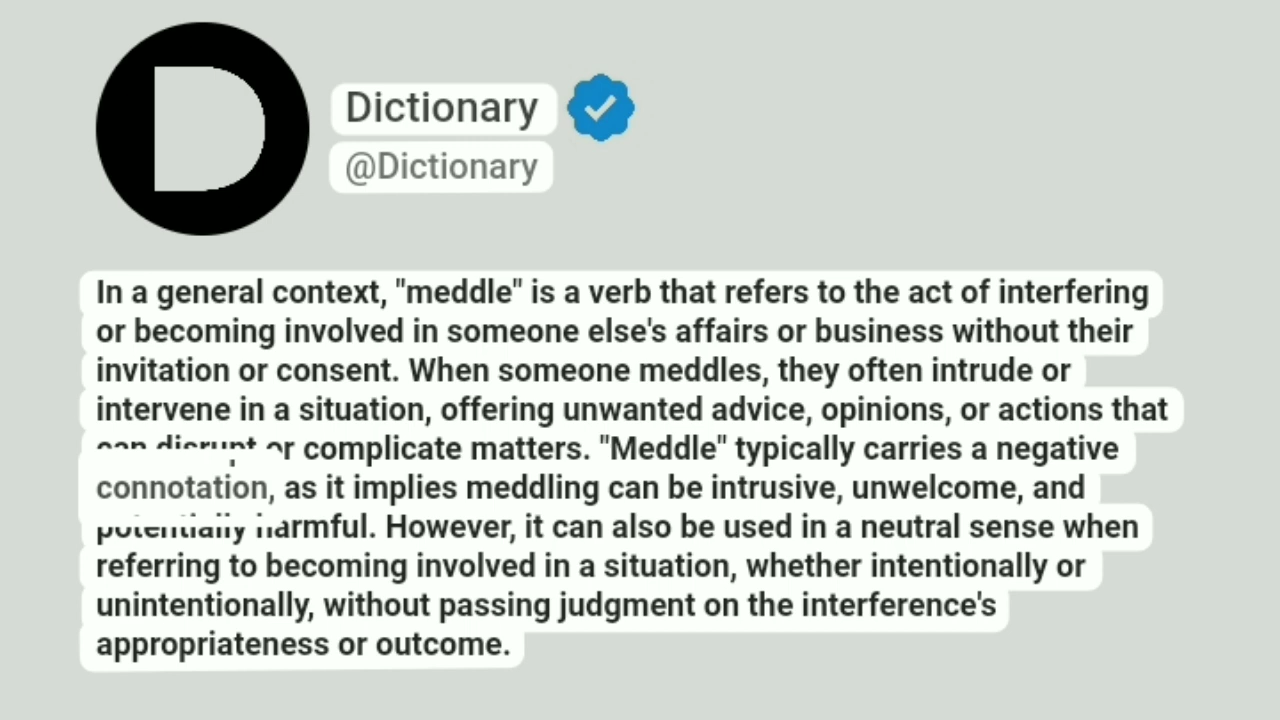 D
Dictionary
@Dictionary
In a general context, "meddle" is a verb that refers to the act of interfering
or becoming involved in someone else's affairs or business without their
invitation or consent. When someone meddles, they often intrude or
intervene in a situation, offering unwanted advice, opinions, or actions that
can disrupt or complicate matters. "Meddle" typically carries a negative
connotation, as it implies meddling can be intrusive, unwelcome, and
potentially harmful. However, it can also be used in a neutral sense when
referring to becoming involved in a situation, whether intentionally or
unintentionally, without passing judgment on the interference's
appropriateness or outcome.